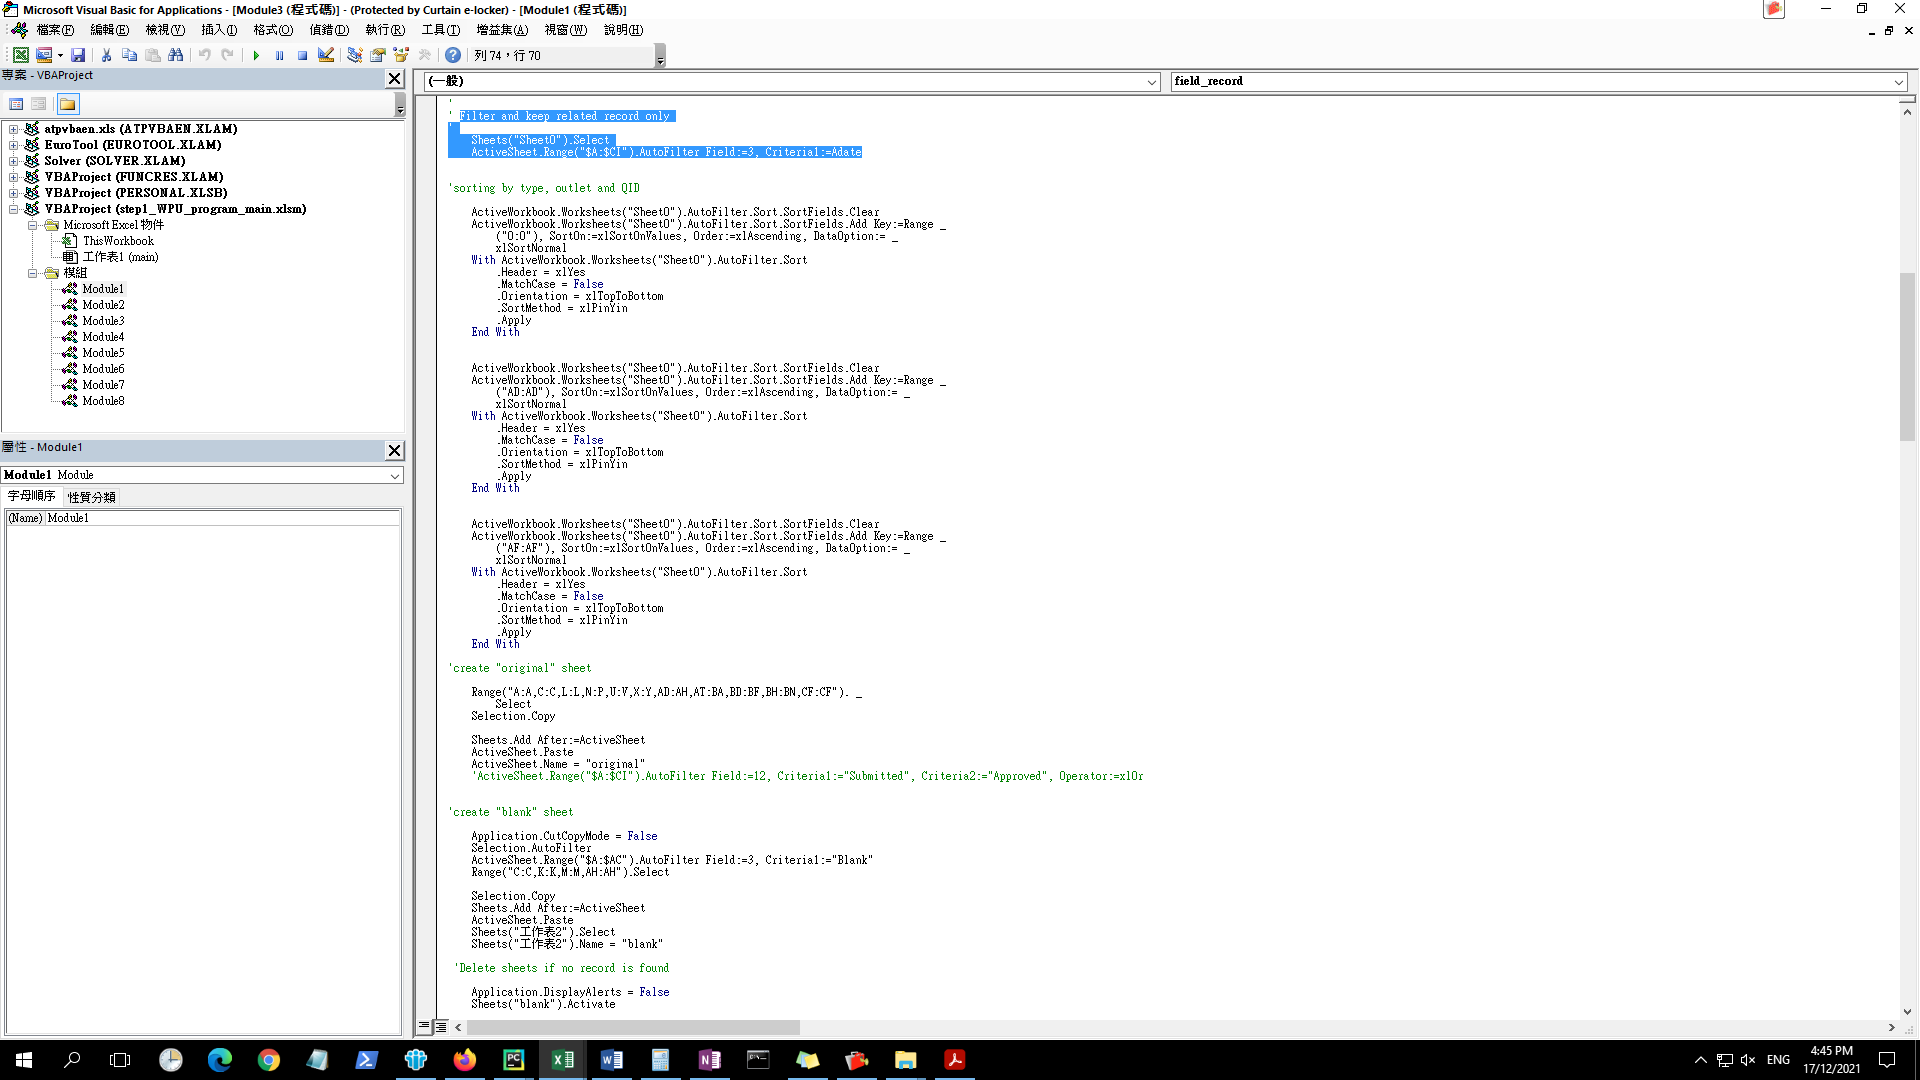 Microsoft Visual Basic for Applications - [Module3 (程式碼)] - (Protected by Curtain e-locker) - [Module1 (程式碼)]
檔案(F) 編輯(E) 檢視(V) 插入(I) 格式(O) 偵錯(D) 執行(R) 工具(T) 增益集(A) 視窗(W) 說明(H)
列 74，行 70
專案 - VBAProject
atpvbaen.xls (ATPVBAEN.XLAM)
EuroTool (EUROTOOL.XLAM)
Solver (SOLVER.XLAM)
VBAProject (FUNCRES.XLAM)
VBAProject (PERSONAL.XLSB)
VBAProject (step1_WPU_program_main.xlsm)
Microsoft Excel 物件
ThisWorkbook
工作表1 (main)
模組
Module1
Module2
Module3
Module4
Module5
Module6
Module7
Module8
屬性 - Module1
Module1 Module
字母順序 性質分類
(Name) Module1
(一般) field_record
'
' Filter and keep related record only
'
Sheets("Sheet0").Select
ActiveSheet.Range("$A:$CI").AutoFilter Field:=3, Criteria1:=Adate
'sorting by type, outlet and QID
ActiveWorkbook.Worksheets("Sheet0").AutoFilter.Sort.SortFields.Clear
ActiveWorkbook.Worksheets("Sheet0").AutoFilter.Sort.SortFields.Add Key:=Range _
("O:O"), SortOn:=xlSortOnValues, Order:=xlAscending, DataOption:= _
xlSortNormal
With ActiveWorkbook.Worksheets("Sheet0").AutoFilter.Sort
.Header = xlYes
.MatchCase = False
.Orientation = xlTopToBottom
.SortMethod = xlPinYin
.Apply
End With
ActiveWorkbook.Worksheets("Sheet0").AutoFilter.Sort.SortFields.Clear
ActiveWorkbook.Worksheets("Sheet0").AutoFilter.Sort.SortFields.Add Key:=Range _
("AD:AD"), SortOn:=xlSortOnValues, Order:=xlAscending, DataOption:= _
xlSortNormal
With ActiveWorkbook.Worksheets("Sheet0").AutoFilter.Sort
.Header = xlYes
.MatchCase = False
.Orientation = xlTopToBottom
.SortMethod = xlPinYin
.Apply
End With
ActiveWorkbook.Worksheets("Sheet0").AutoFilter.Sort.SortFields.Clear
ActiveWorkbook.Worksheets("Sheet0").AutoFilter.Sort.SortFields.Add Key:=Range _
("AF:AF"), SortOn:=xlSortOnValues, Order:=xlAscending, DataOption:= _
xlSortNormal
With ActiveWorkbook.Worksheets("Sheet0").AutoFilter.Sort
.Header = xlYes
.MatchCase = False
.Orientation = xlTopToBottom
.SortMethod = xlPinYin
.Apply
End With
'create "original" sheet
Range("A:A,C:C,L:L,N:P,U:V,X:Y,AD:AH,AT:BA,BD:BF,BH:BN,CF:CF"). _
Select
Selection.Copy
Sheets.Add After:=ActiveSheet
ActiveSheet.Paste
ActiveSheet.Name = "original"
'ActiveSheet.Range("$A:$CI").AutoFilter Field:=12, Criteria1:="Submitted", Criteria2:="Approved", Operator:=xlOr
'create "blank" sheet
Application.CutCopyMode = False
Selection.AutoFilter
ActiveSheet.Range("$A:$AC").AutoFilter Field:=3, Criteria1:="Blank"
Range("C:C,K:K,M:M,AH:AH").Select
Selection.Copy
Sheets.Add After:=ActiveSheet
ActiveSheet.Paste
Sheets("工作表2").Select
Sheets("工作表2").Name = "blank"
'Delete sheets if no record is found
Application.DisplayAlerts = False
Sheets("blank").Activate
ENG
4:45 PM
17/12/2021